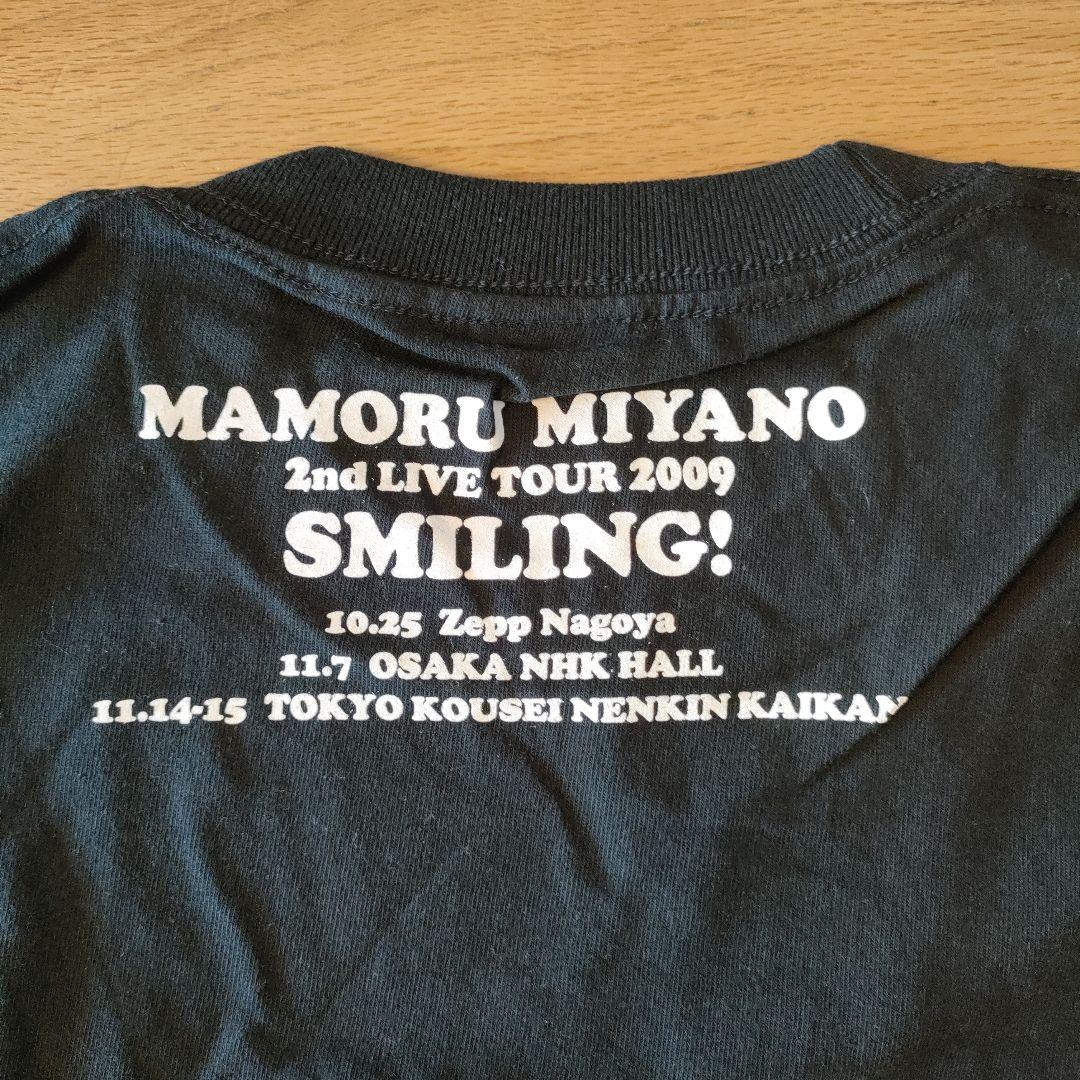 MAMORU MIYANO
2nd LIVE TOUR 2009
SMILING!
10.25 Zepp Nagoya
11.7 OSAKA NHK HALL
11.14-15 TOKYO KOUSEI NENKIN KAIKAN